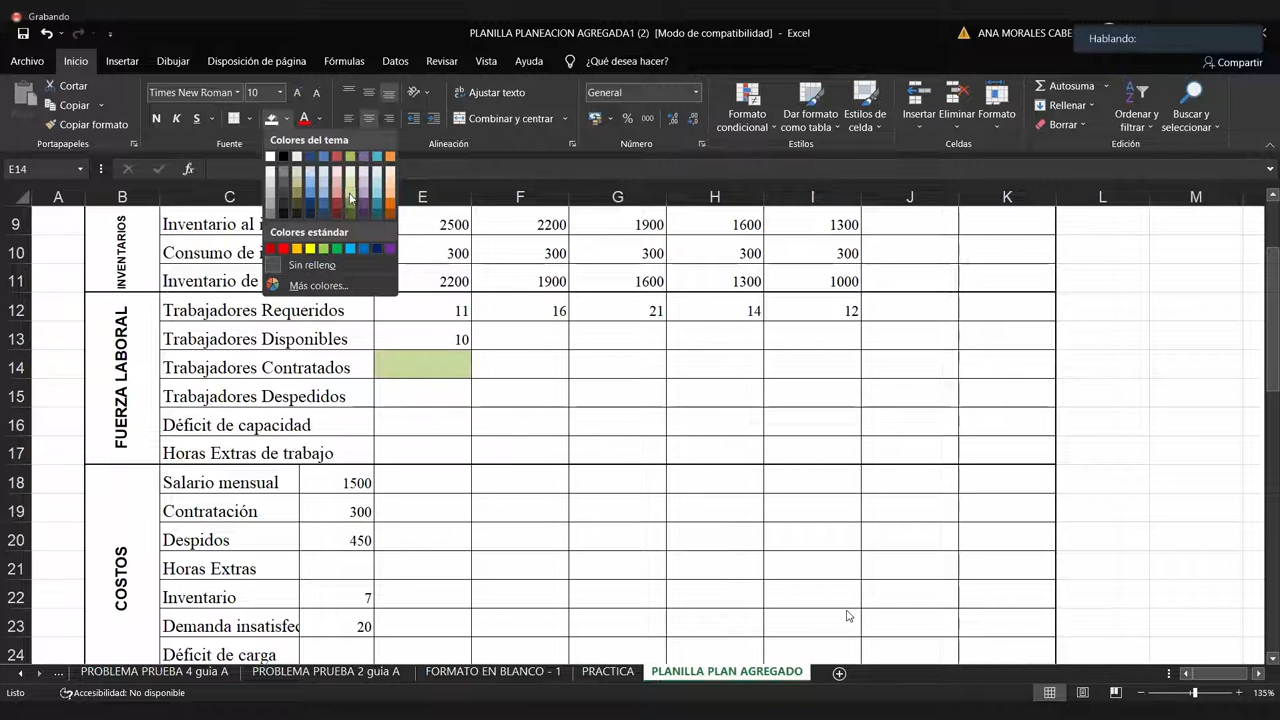 Grabando
PLANILLA PLANEACION AGREGADA1 (2) [Modo de compatibilidad] - Excel
ANA MORALES CABE
Hablando:
Archivo Inicio Insertar Dibujar Disposición de página Fórmulas Datos Revisar Vista Ayuda ¿Qué desea hacer? Compartir
Cortar
Copiar
Copiar formato
Portapapeles
Times New Roman 10
N K S
Fuente
Ajustar texto
Combinar y centrar
Alineación
General
% 000
Número
Formato condicional
Dar formato como tabla
Estilos de celda
Estilos
Insertar Eliminar Formato
Celdas
Autosuma
Rellenar
Borrar
Ordenar y filtrar
Buscar y seleccionar
Edición
Colores del tema
Colores estándar
Sin relleno
Más colores...
E14 fx
A B C E F G H I J K L M
INVENTARIOS
9 Inventario al i 2500 2200 1900 1600 1300
10 Consumo de i 300 300 300 300 300
11 Inventario de 2200 1900 1600 1300 1000
FUERZA LABORAL
12 Trabajadores Requeridos 11 16 21 14 12
13 Trabajadores Disponibles 10
14 Trabajadores Contratados
15 Trabajadores Despedidos
16 Déficit de capacidad
17 Horas Extras de trabajo
COSTOS
18 Salario mensual 1500
19 Contratación 300
20 Despidos 450
21 Horas Extras
22 Inventario 7
23 Demanda insatisfec 20
24 Déficit de carga
... PROBLEMA PRUEBA 4 guia A PROBLEMA PRUEBA 2 guia A FORMATO EN BLANCO - 1 PRACTICA PLANILLA PLAN AGREGADO
Listo Accesibilidad: No disponible 135%